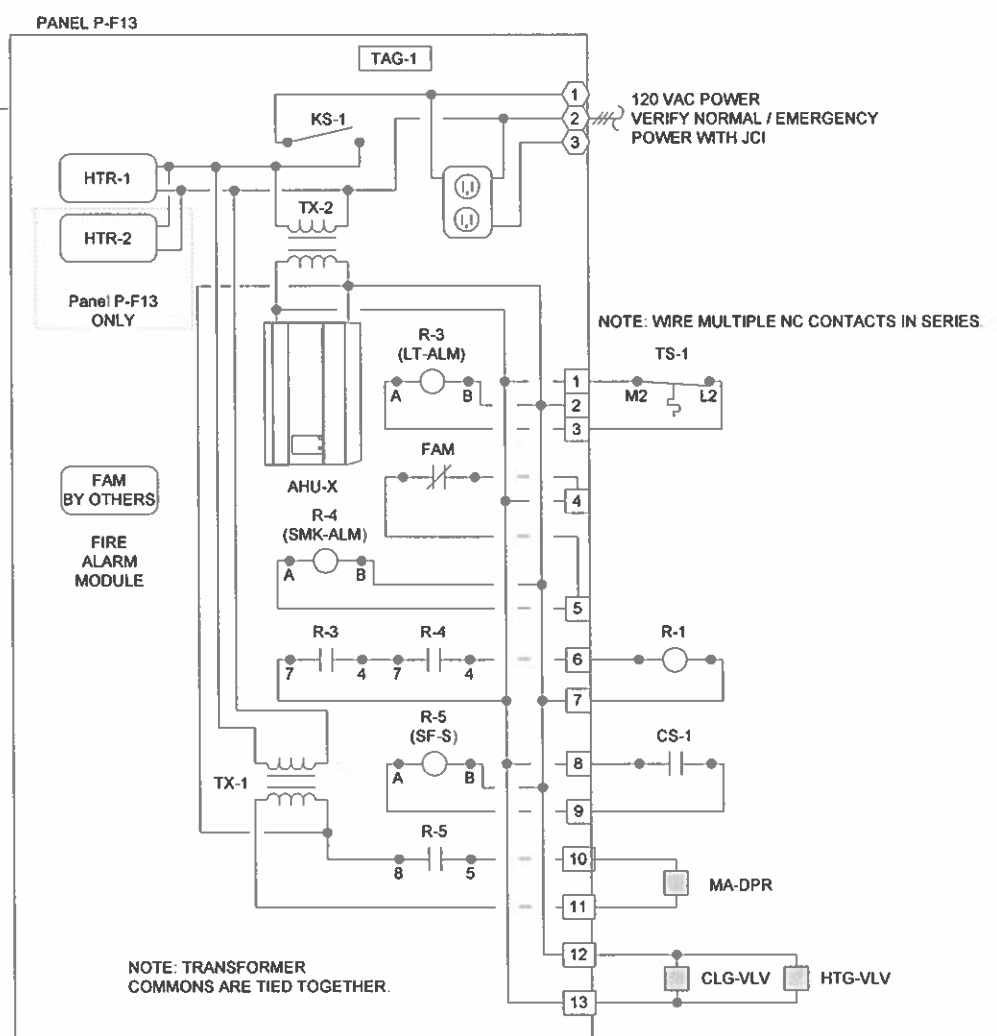 PANEL P-F13
TAG-1
1
120 VAC POWER
2
VERIFY NORMAL / EMERGENCY
3
POWER WITH JCI
KS-1
HTR-1
TX-2
HTR-2
Panel P-F13
ONLY
NOTE: WIRE MULTIPLE NC CONTACTS IN SERIES.
R-3
(LT-ALM)
TS-1
A
B
1
M2
L2
2
3
FAM
FAM
BY OTHERS
AHU-X
4
R-4
(SMK-ALM)
FIRE
ALARM
MODULE
A
B
5
R-3
R-4
R-1
7
4
7
4
6
7
R-5
(SF-S)
CS-1
A
B
8
TX-1
9
R-5
8
5
10
MA-DPR
11
12
NOTE: TRANSFORMER
COMMONS ARE TIED TOGETHER.
CLG-VLV
HTG-VLV
13